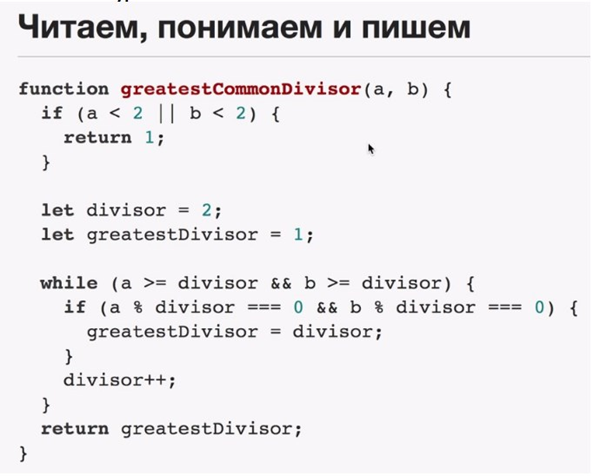 Читаем, понимаем и пишем
function greatestCommonDivisor(a, b) {
if (a < 2 || b < 2) {
return 1;
}
let divisor = 2;
let greatestDivisor = 1;
while (a >= divisor && b >= divisor) {
if (a % divisor === 0 && b % divisor === 0) {
greatestDivisor = divisor;
}
divisor++;
}
return greatestDivisor;
}